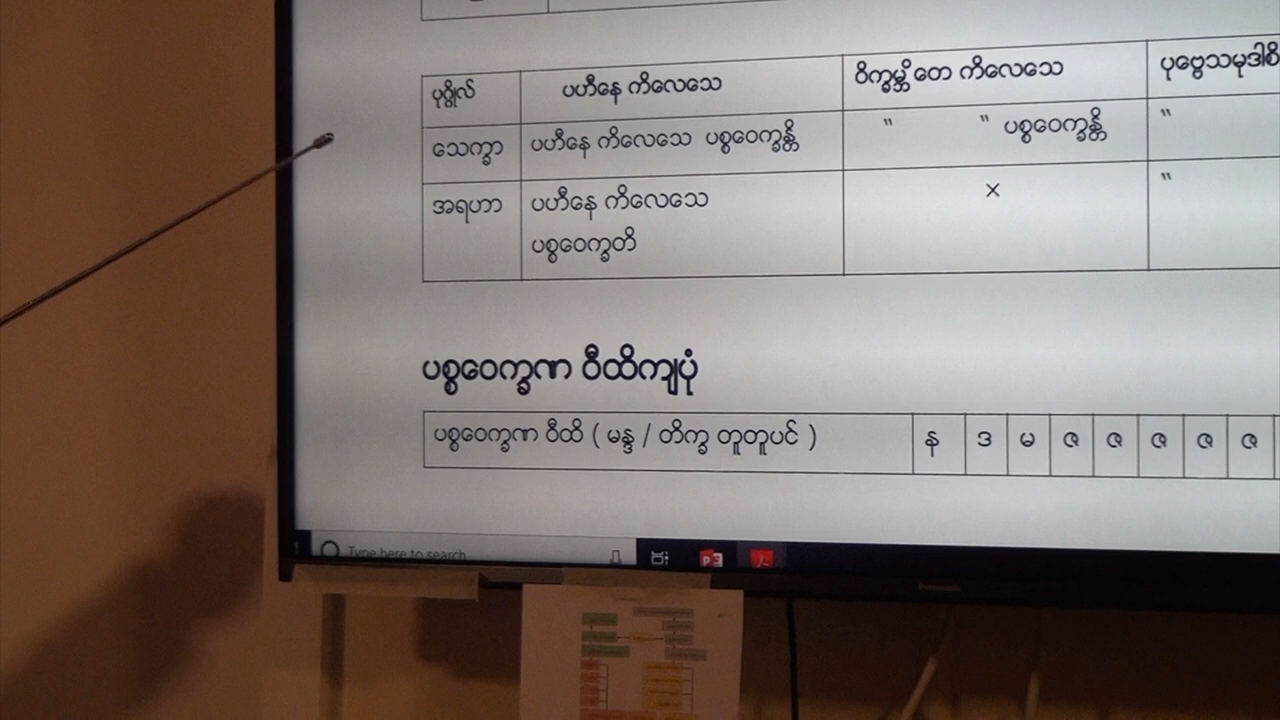 ပုဂ္ဂိုလ် ပဟီနေ ကိလေသေ ဝိက္ခမ္ဘိတေ ကိလေသေ ပုဗ္ဗေသမုဒါစိ
သေက္ခာ ပဟီနေ ကိလေသေ ပစ္စဝေက္ခန္တိ " " ပစ္စဝေက္ခန္တိ "
အရဟာ ပဟီနေ ကိလေသေ × "
ပစ္စဝေက္ခတိ
ပစ္စဝေက္ခဏ ဝီထိကျပုံ
ပစ္စဝေက္ခဏ ဝီထိ ( မန္ဒ / တိက္ခ တူတူပင် ) န ဒ မ ဇ ဇ ဇ ဇ ဇ
Type here to search
Panasonic